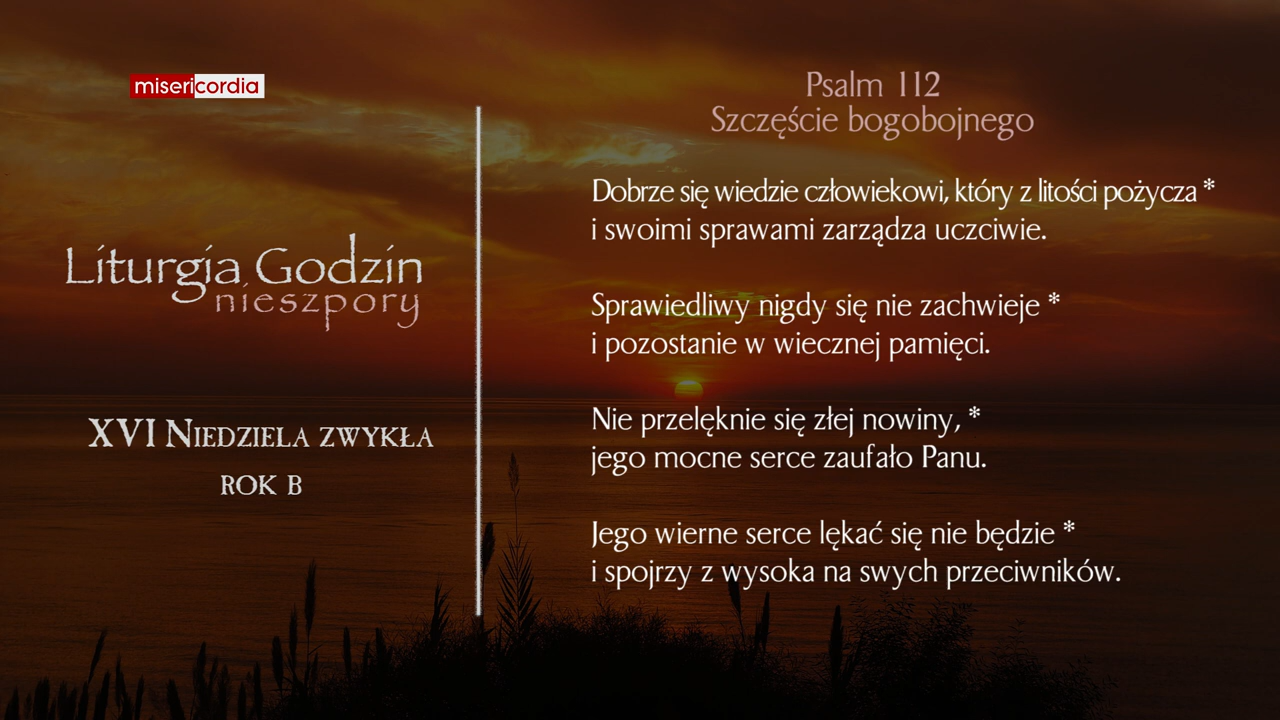 misericordia
Liturgia Godzin
nieszpory
XVI Niedziela zwykła
rok B
Psalm 112
Szczęście bogobojnego
Dobrze się wiedzie człowiekowi, który z litości pożycza *
i swoimi sprawami zarządza uczciwie.
Sprawiedliwy nigdy się nie zachwieje *
i pozostanie w wiecznej pamięci.
Nie przelęknie się złej nowiny, *
jego mocne serce zaufało Panu.
Jego wierne serce lękać się nie będzie *
i spojrzy z wysoka na swych przeciwników.